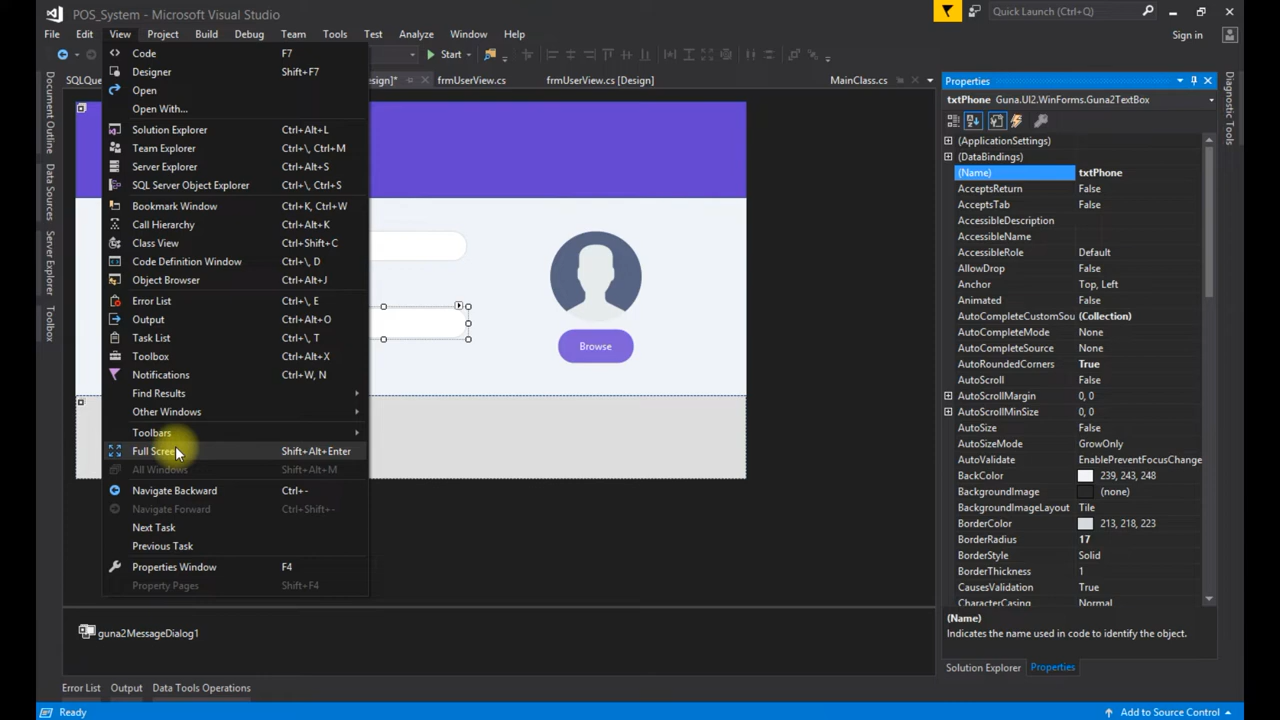 POS_System - Microsoft Visual Studio
Quick Launch (Ctrl+Q)
File Edit View Project Build Debug Team Tools Test Analyze Window Help
Sign in
Start
SQLQue
esign]*
frmUserView.cs
frmUserView.cs [Design]
MainClass.cs
Document Outline
Data Sources
Server Explorer
Toolbox
Code F7
Designer Shift+F7
Open
Open With...
Solution Explorer Ctrl+Alt+L
Team Explorer Ctrl+\, Ctrl+M
Server Explorer Ctrl+Alt+S
SQL Server Object Explorer Ctrl+\, Ctrl+S
Bookmark Window Ctrl+K, Ctrl+W
Call Hierarchy Ctrl+Alt+K
Class View Ctrl+Shift+C
Code Definition Window Ctrl+\, D
Object Browser Ctrl+Alt+J
Error List Ctrl+\, E
Output Ctrl+Alt+O
Task List Ctrl+\, T
Toolbox Ctrl+Alt+X
Notifications Ctrl+W, N
Find Results
Other Windows
Toolbars
Full Scree Shift+Alt+Enter
All Windows Shift+Alt+M
Navigate Backward Ctrl+-
Navigate Forward Ctrl+Shift+-
Next Task
Previous Task
Properties Window F4
Property Pages Shift+F4
Browse
guna2MessageDialog1
Properties
txtPhone Guna.UI2.WinForms.Guna2TextBox
(ApplicationSettings)
(DataBindings)
(Name) txtPhone
AcceptsReturn False
AcceptsTab False
AccessibleDescription
AccessibleName
AccessibleRole Default
AllowDrop False
Anchor Top, Left
Animated False
AutoCompleteCustomSou (Collection)
AutoCompleteMode None
AutoCompleteSource None
AutoRoundedCorners True
AutoScroll False
AutoScrollMargin 0, 0
AutoScrollMinSize 0, 0
AutoSize False
AutoSizeMode GrowOnly
AutoValidate EnablePreventFocusChange
BackColor 239, 243, 248
BackgroundImage (none)
BackgroundImageLayout Tile
BorderColor 213, 218, 223
BorderRadius 17
BorderStyle Solid
BorderThickness 1
CausesValidation True
CharacterCasing Normal
(Name)
Indicates the name used in code to identify the object.
Solution Explorer Properties
Diagnostic Tools
Error List Output Data Tools Operations
Ready
Add to Source Control